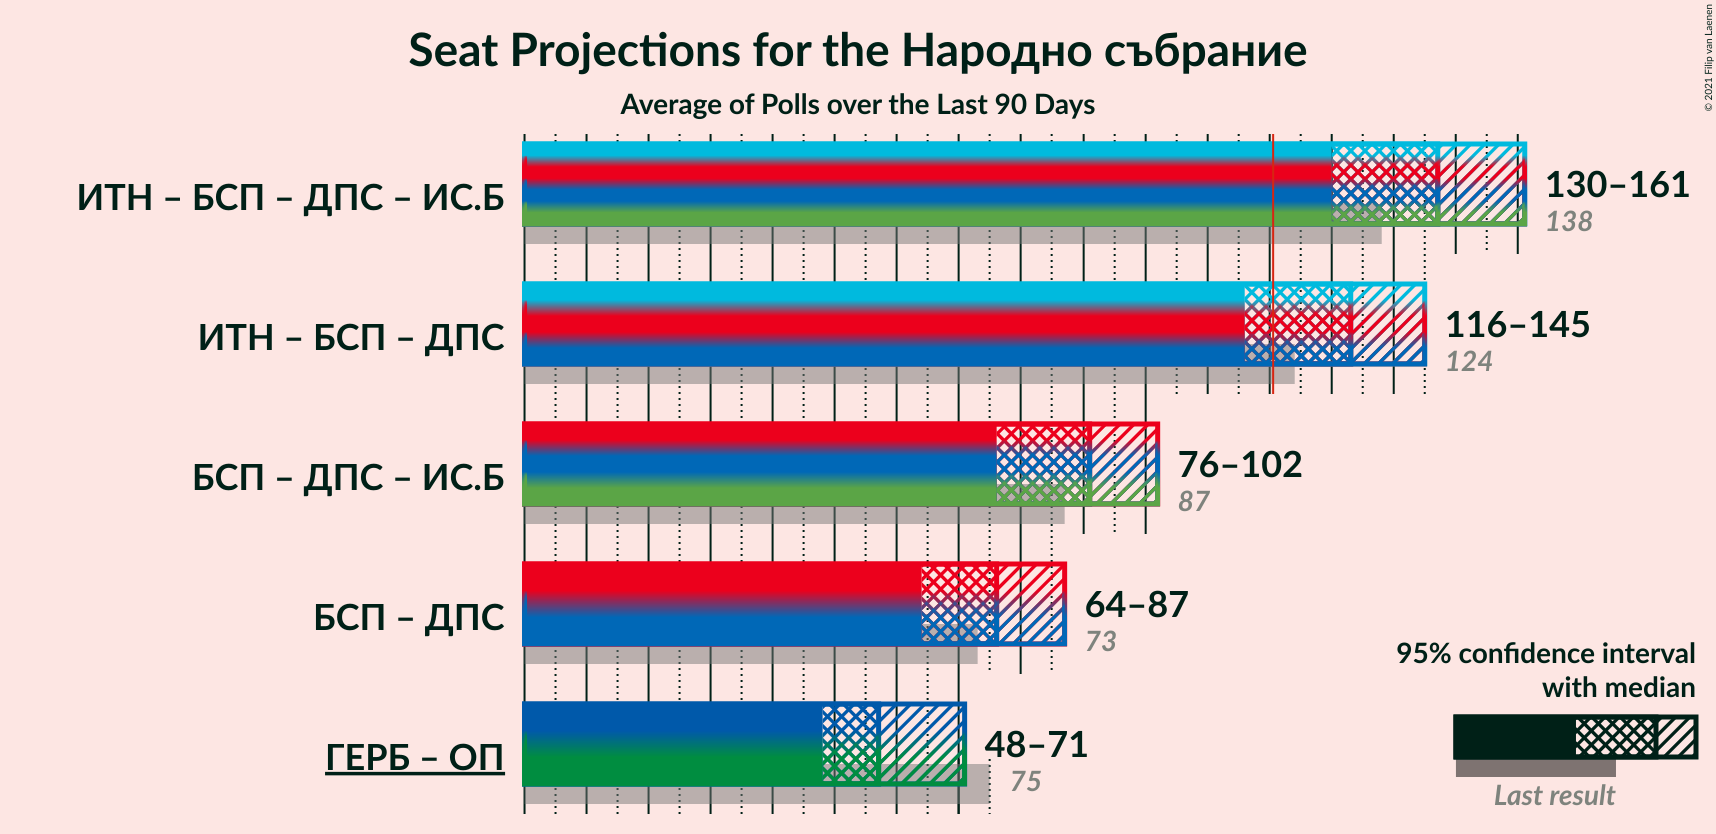 Seat Projections for the Народно събрание
Average of Polls over the Last 90 Days
© 2021 Filip van Laenen
ИТН – БСП – ДПС – ИС.Б
130–161
138
ИТН – БСП – ДПС
116–145
124
БСП – ДПС – ИС.Б
76–102
87
БСП – ДПС
64–87
73
ГЕРБ – ОП
48–71
75
95% confidence interval
with median
Last result